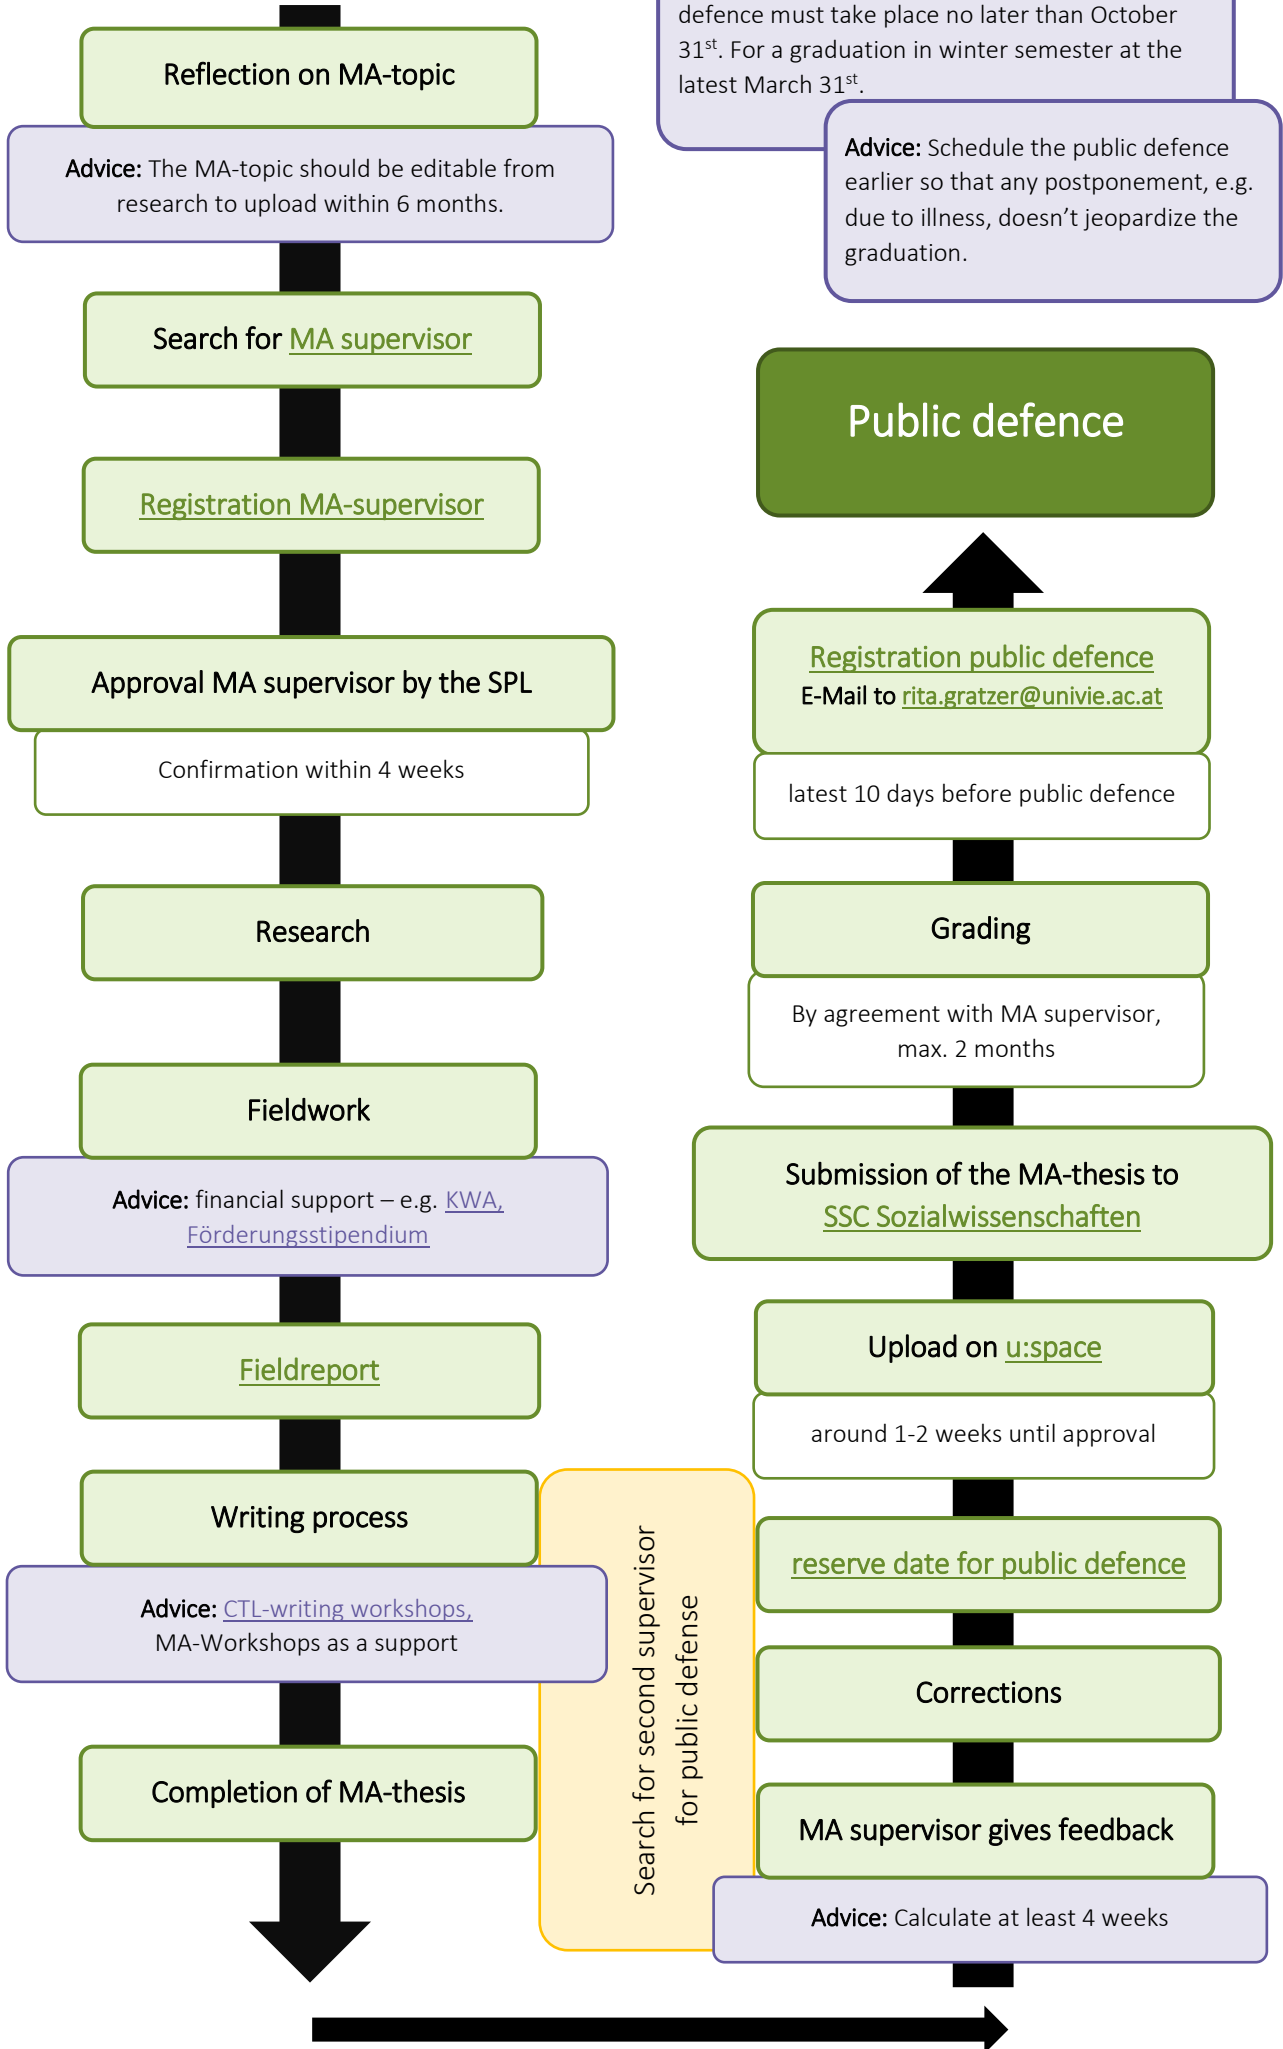 Reflection on MA-topic
Advice: The MA-topic should be editable from
research to upload within 6 months.
Search for MA supervisor
Registration MA-supervisor
Approval MA supervisor by the SPL
Confirmation within 4 weeks
Research
Fieldwork
Advice: financial support – e.g. KWA,
Förderungsstipendium
Fieldreport
Writing process
Advice: CTL-writing workshops,
MA-Workshops as a support
Completion of MA-thesis
Search for second supervisor
for public defense
defence must take place no later than October
31st. For a graduation in winter semester at the
latest March 31st.
Advice: Schedule the public defence
earlier so that any postponement, e.g.
due to illness, doesn’t jeopardize the
graduation.
Public defence
Registration public defence
E-Mail to rita.gratzer@univie.ac.at
latest 10 days before public defence
Grading
By agreement with MA supervisor,
max. 2 months
Submission of the MA-thesis to
SSC Sozialwissenschaften
Upload on u:space
around 1-2 weeks until approval
reserve date for public defence
Corrections
MA supervisor gives feedback
Advice: Calculate at least 4 weeks